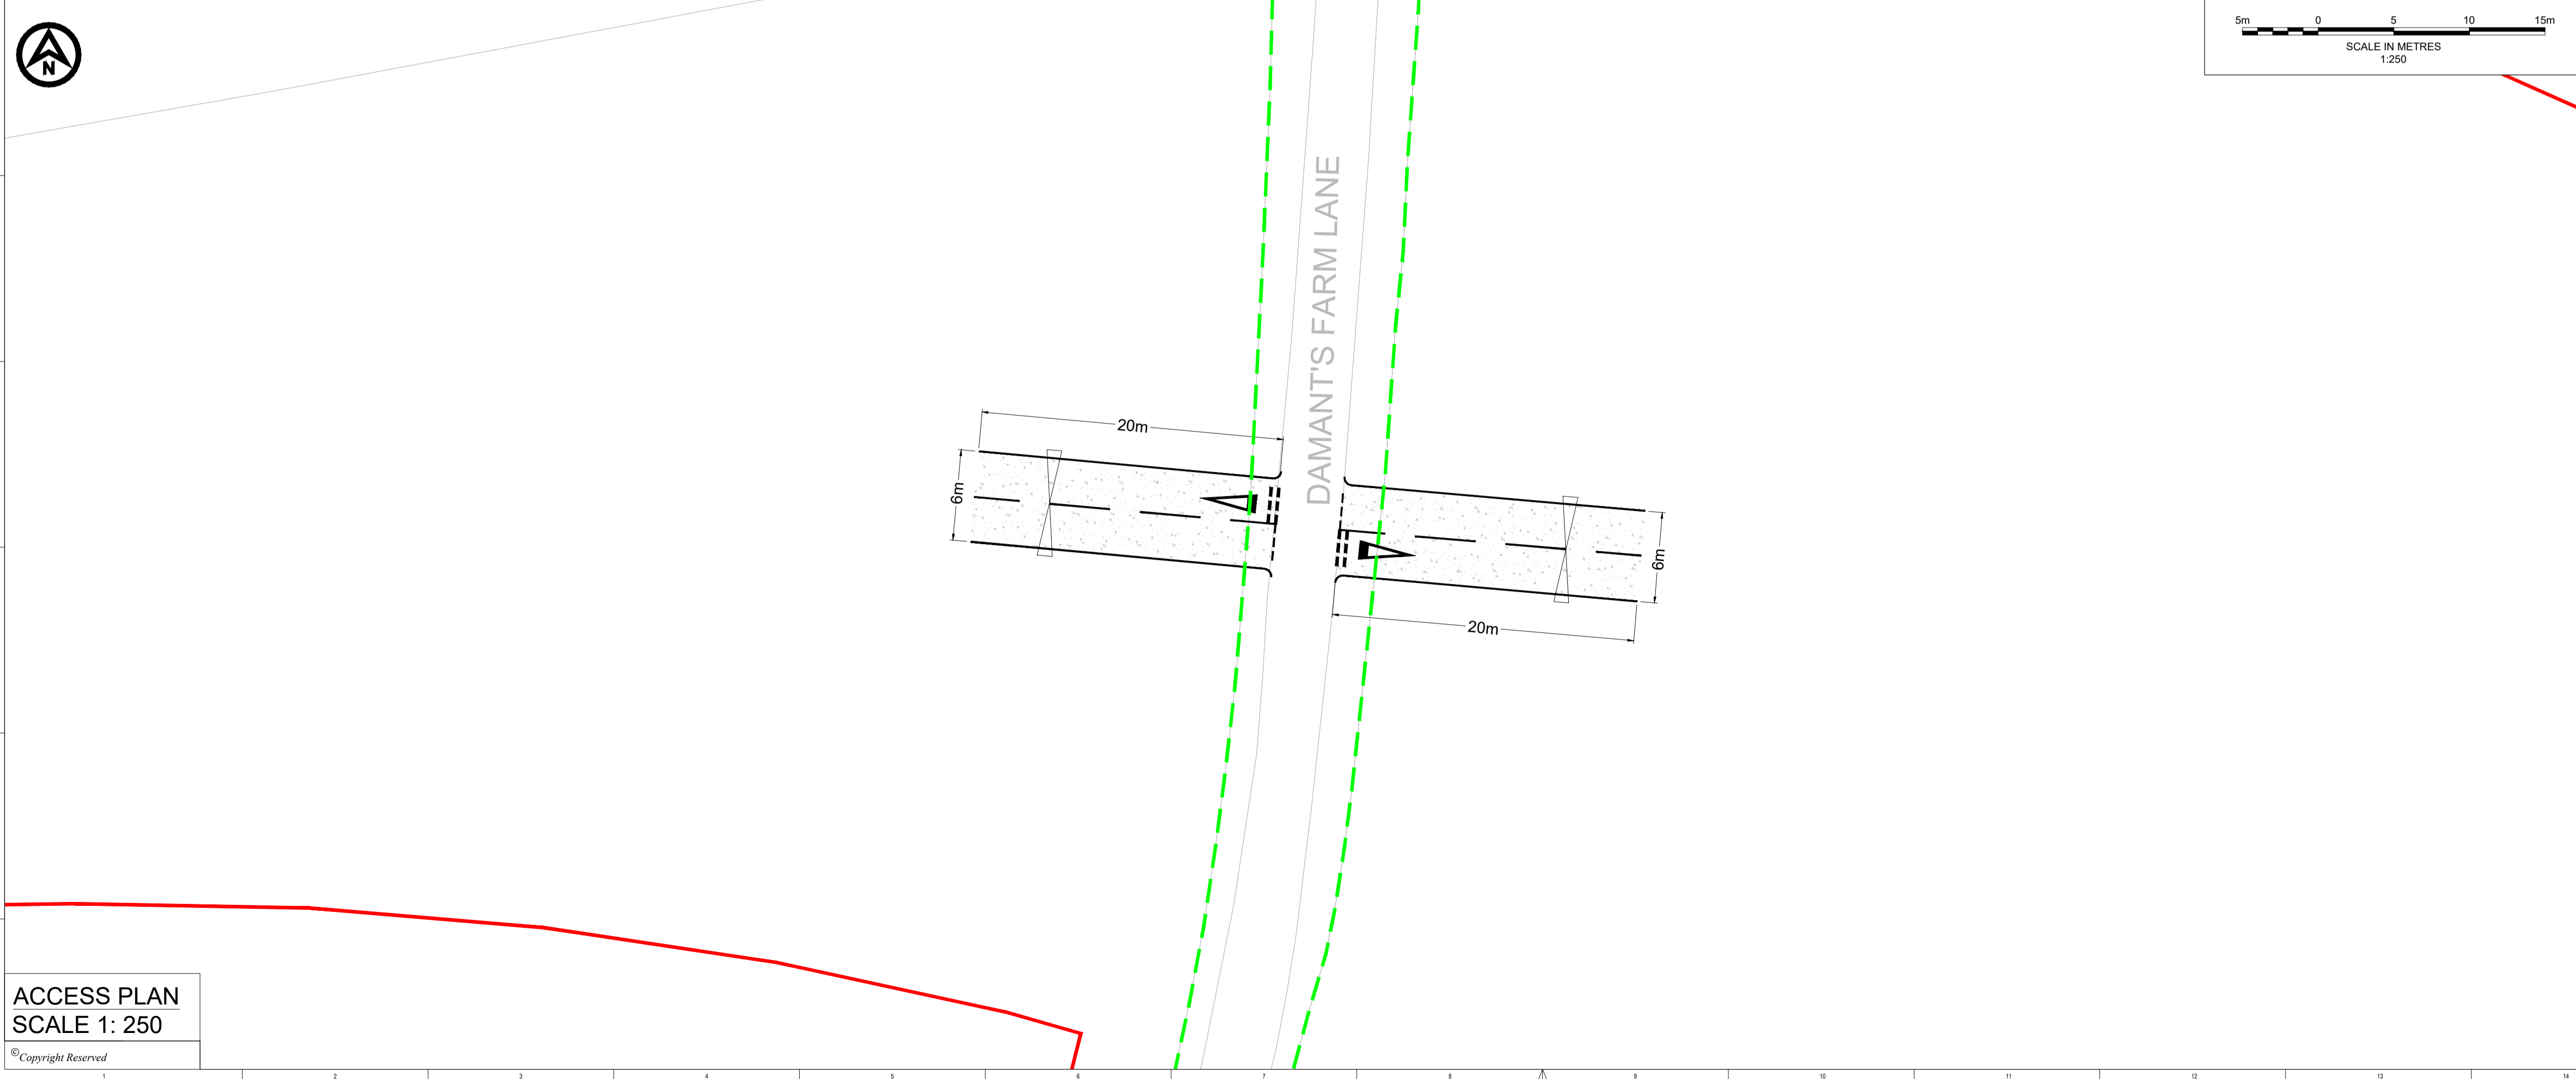 N
5m 0 5 10 15m
SCALE IN METRES
1:250
DAMANT'S FARM LANE
20m
6m
6m
20m
ACCESS PLAN
SCALE 1: 250
©Copyright Reserved
1 2 3 4 5 6 7 8 9 10 11 12 13 14